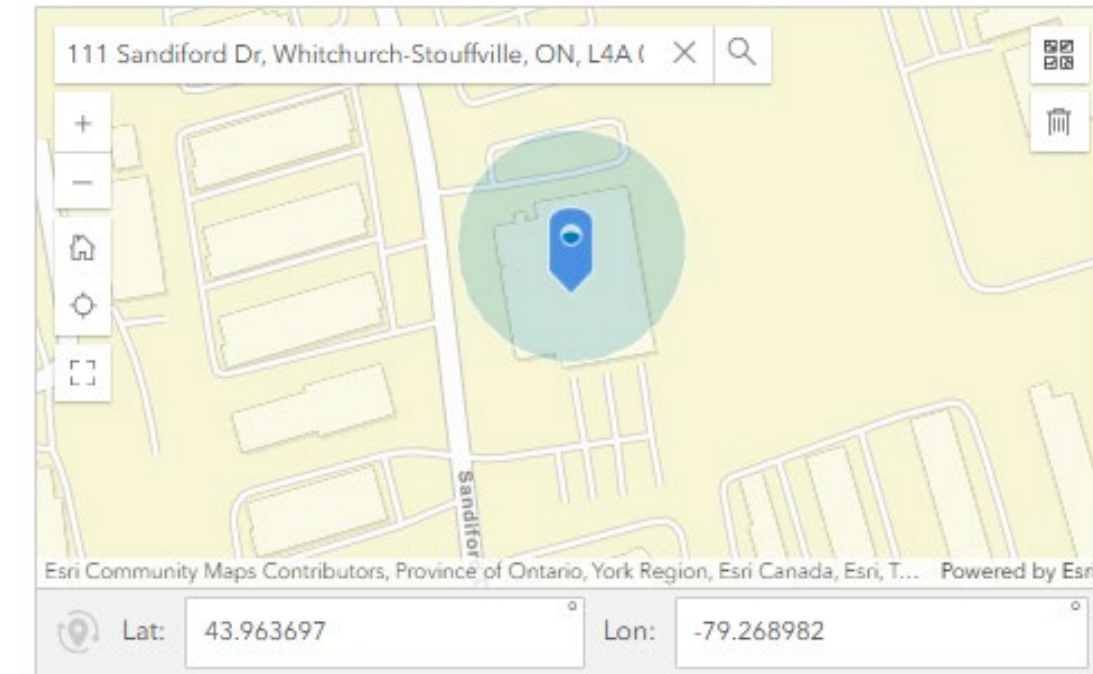 111 Sandiford Dr, Whitchurch-Stouffville, ON, L4A (
+
−
Sandifor
Esri Community Maps Contributors, Province of Ontario, York Region, Esri Canada, Esri, T... Powered by Esri
Lat: 43.963697 ° Lon: -79.268982 °